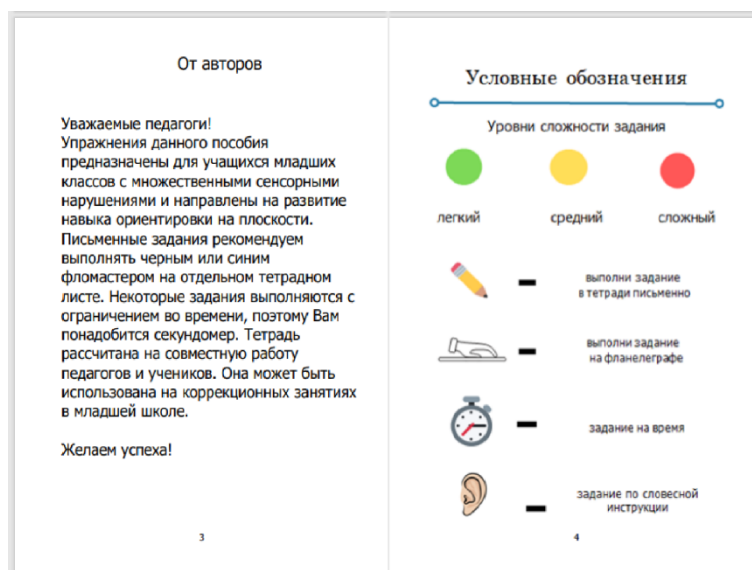 От авторов
Уважаемые педагоги!
Упражнения данного пособия
предназначены для учащихся младших
классов с множественными сенсорными
нарушениями и направлены на развитие
навыка ориентировки на плоскости.
Письменные задания рекомендуем
выполнять черным или синим
фломастером на отдельном тетрадном
листе. Некоторые задания выполняются с
ограничением во времени, поэтому Вам
понадобится секундомер. Тетрадь
рассчитана на совместную работу
педагогов и учеников. Она может быть
использована на коррекционных занятиях
в младшей школе.
Желаем успеха!
3
Условные обозначения
Уровни сложности задания
легкий средний сложный
выполни задание
в тетради письменно
выполни задание
на фланелеграфе
задание на время
задание по словесной
инструкции
4